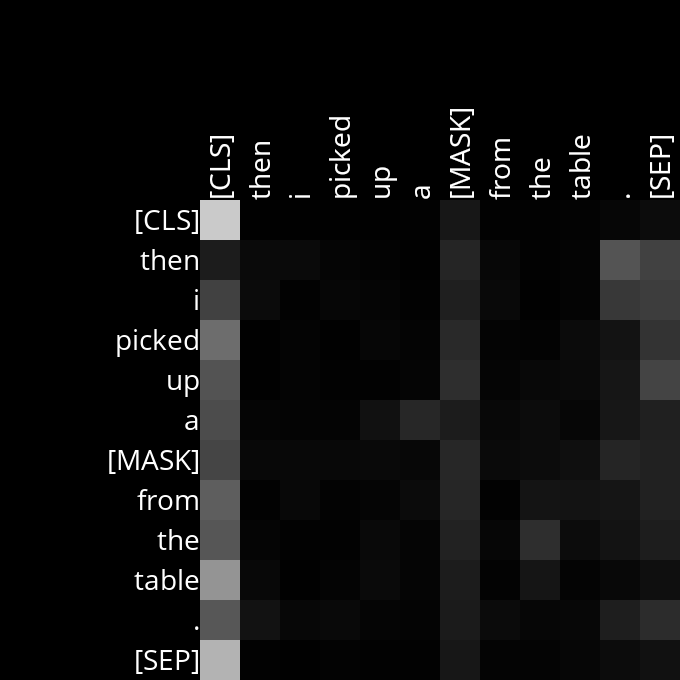 [CLS] then i picked up a [MASK] from the table . [SEP]
[CLS]
then
i
picked
up
a
[MASK]
from
the
table
.
[SEP]